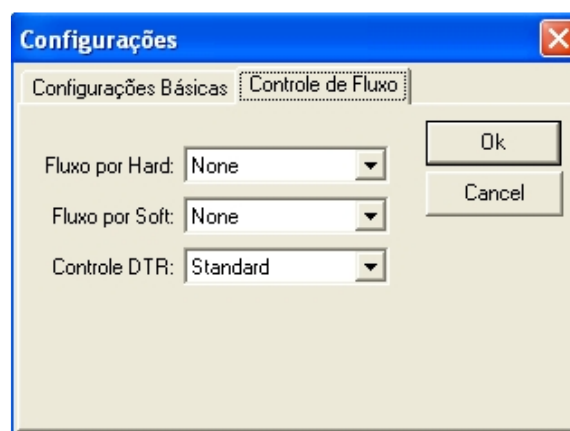 Configurações
Configurações Básicas Controle de Fluxo
Ok
Fluxo por Hard: None
Cancel
Fluxo por Soft: None
Controle DTR: Standard